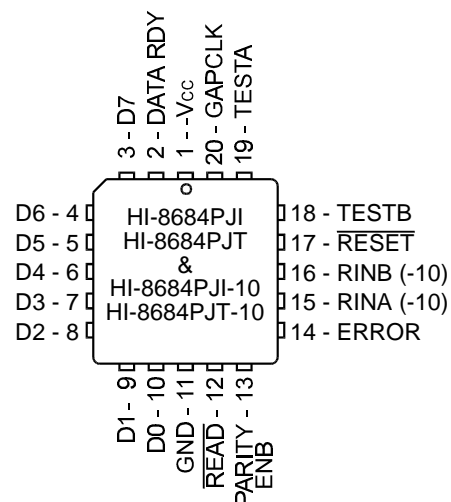 3 - D7
2 - DATA RDY
1 - -Vcc
20 - GAPCLK
19 - TESTA
D6 - 4
D5 - 5
D4 - 6
D3 - 7
D2 - 8
HI-8684PJI
HI-8684PJT
&
HI-8684PJI-10
HI-8684PJT-10
18 - TESTB
17 - RESET
16 - RINB (-10)
15 - RINA (-10)
14 - ERROR
D1 - 9
D0 - 10
GND - 11
READ - 12
PARITY - 13
ENB